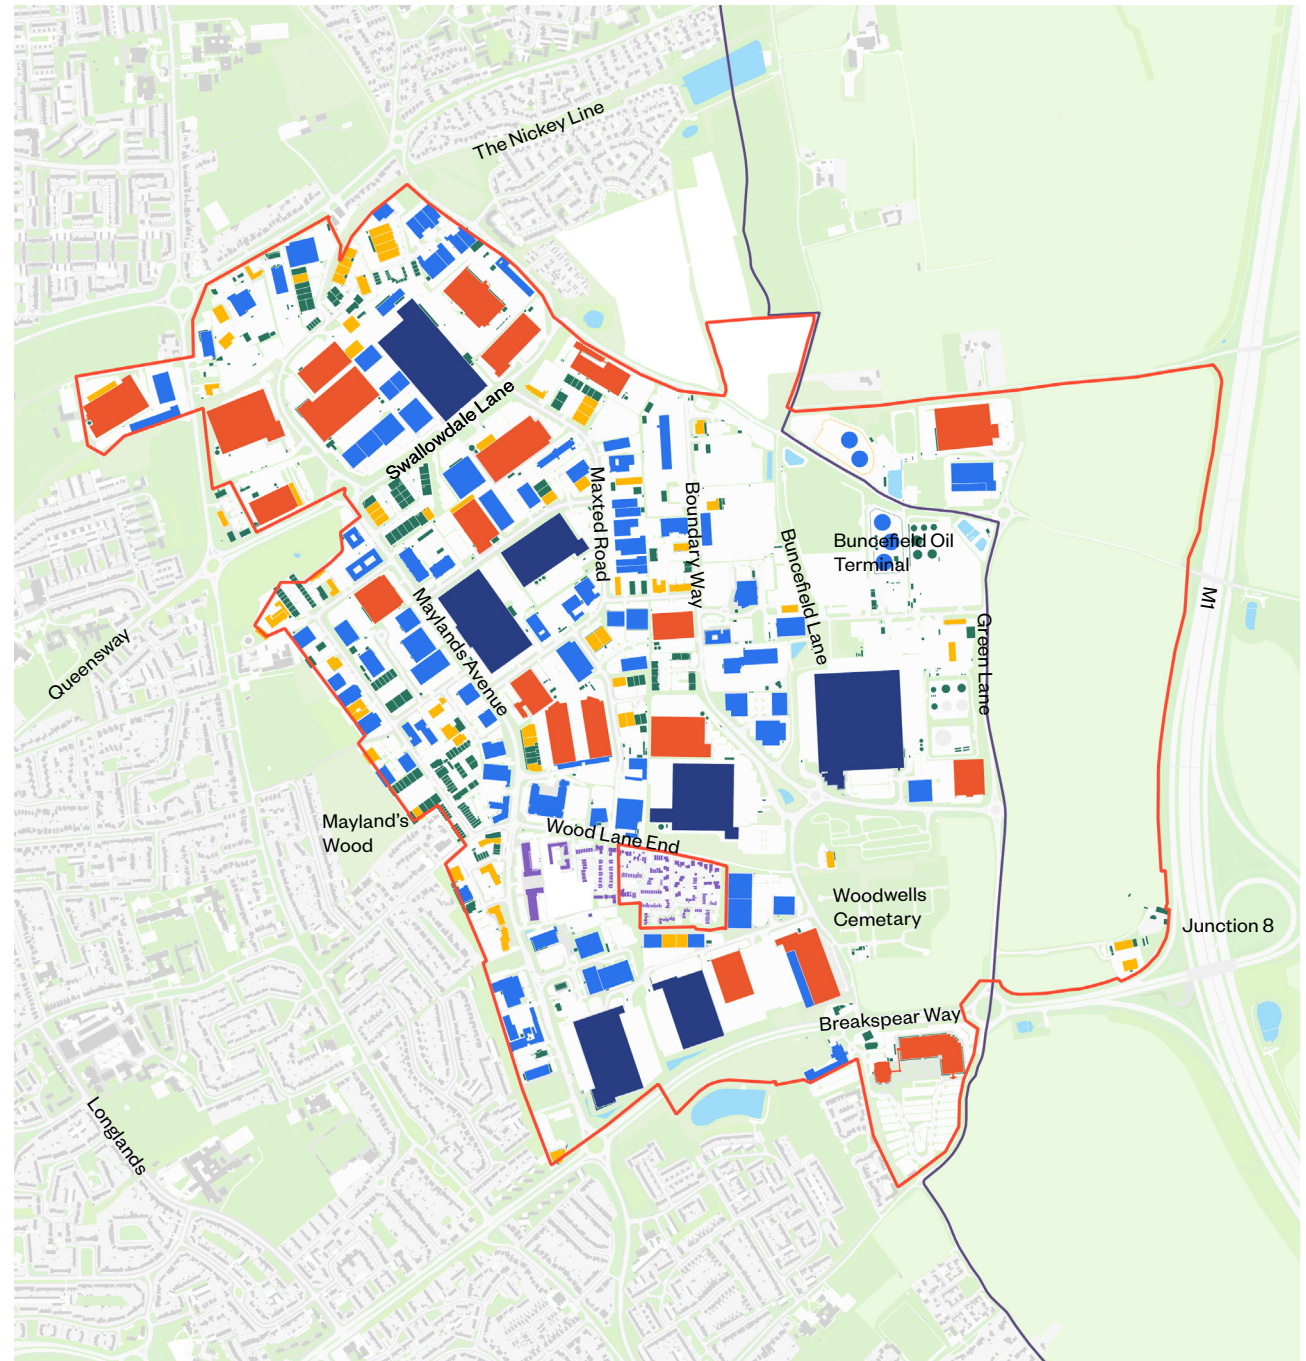 The Nickey Line
Swallowdale Lane
Maxted Road
Boundary Way
Buncefield Lane
Buncefield Oil
Terminal
Green Lane
M1
Maylands Avenue
Queensway
Mayland's
Wood
Wood Lane End
Woodwells
Cemetary
Junction 8
Breakspear Way
Longlands